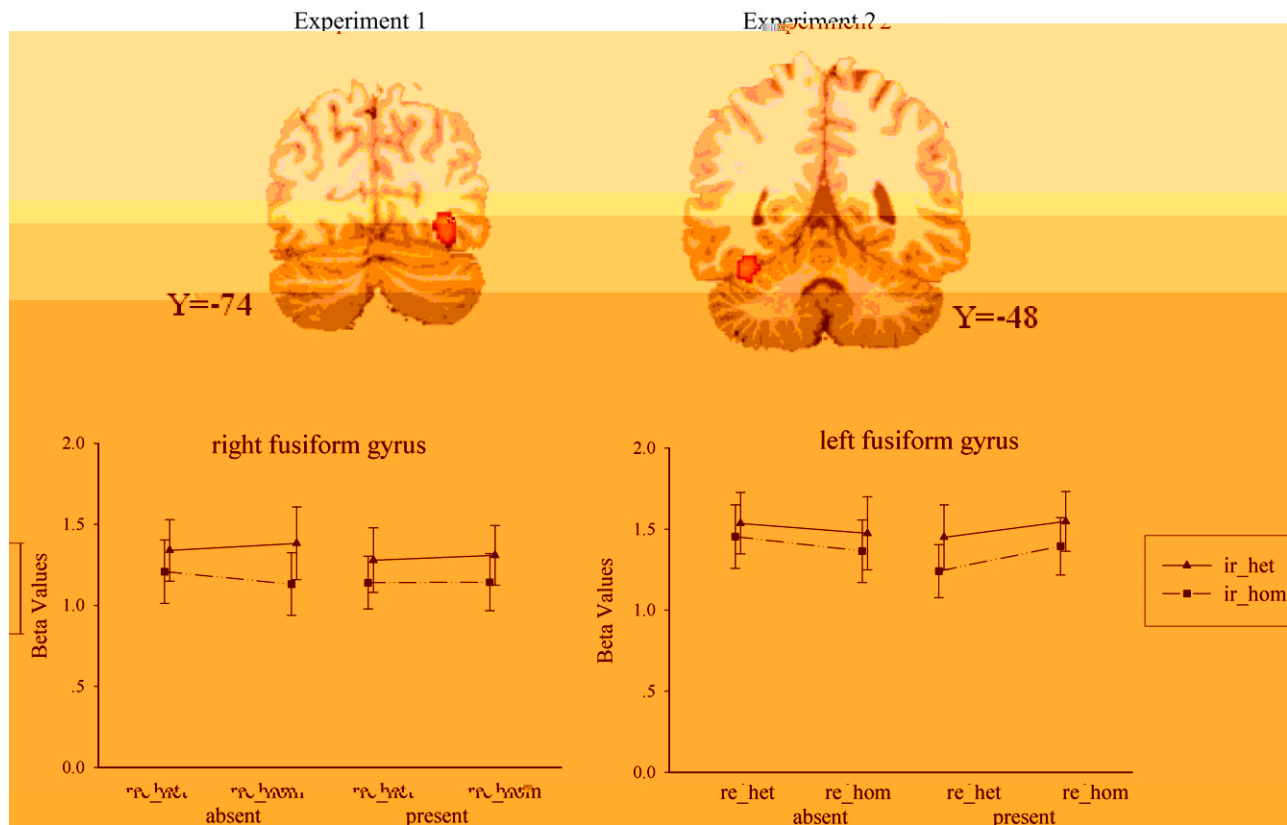 Experiment 1
Experiment 2
Y=-74
Y=-48
right fusiform gyrus
2.0
1.5
1.0
.5
0.0
Beta Values
absent present
left fusiform gyrus
2.0
1.5
1.0
.5
0.0
Beta Values
re_het re_hom re_het re_hom
absent present
ir_het
ir_hom